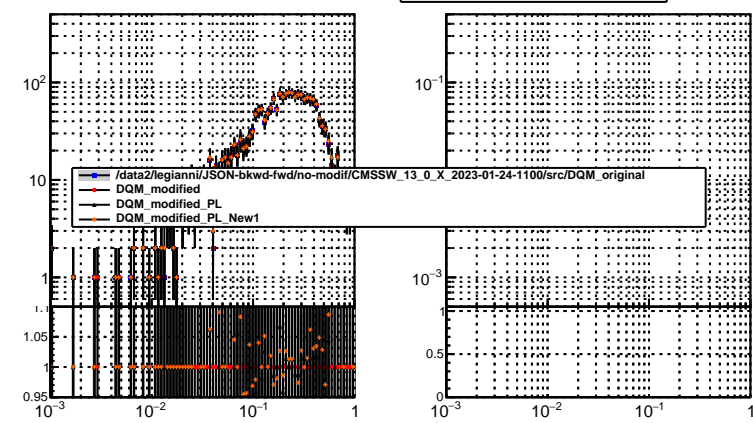 10²
10
1
/data2/legianni/JSON-bkwd-fwd/no-modif/CMSSW_13_0_X_2023-01-24-1100/src/DQM_original
DQM_modified
DQM_modified_PL
DQM_modified_PL_New1
1.1
1.05
1
0.95
10⁻³ 10⁻² 10⁻¹ 1
10⁻¹
10⁻³
1
0.5
0
10⁻³ 10⁻² 10⁻¹ 1